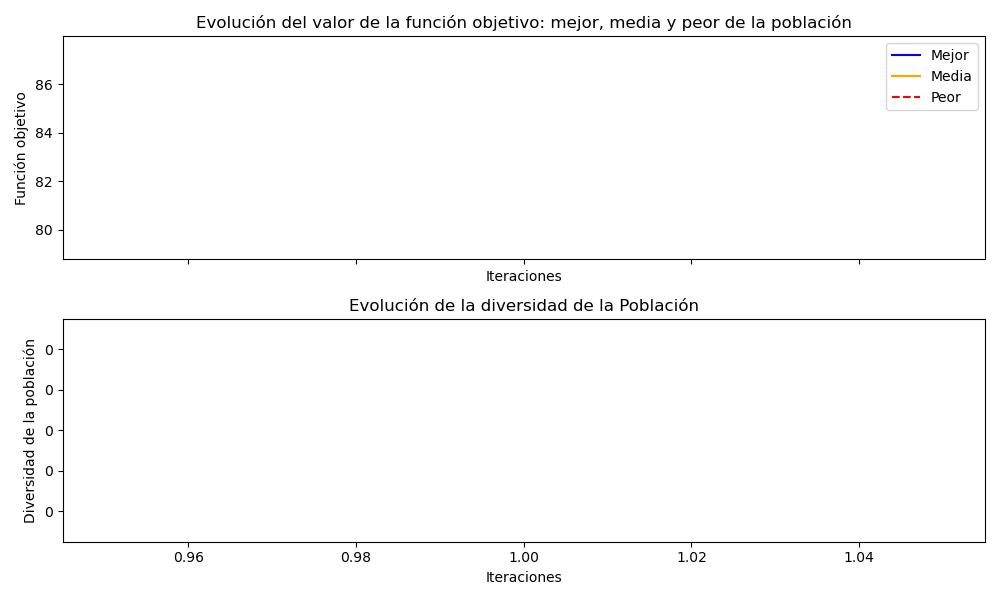 Evolución del valor de la función objetivo: mejor, media y peor de la población
Mejor
Media
Peor
86
84
82
80
Función objetivo
Iteraciones
Evolución de la diversidad de la Población
0
0
0
0
0
Diversidad de la población
0.96 0.98 1.00 1.02 1.04
Iteraciones